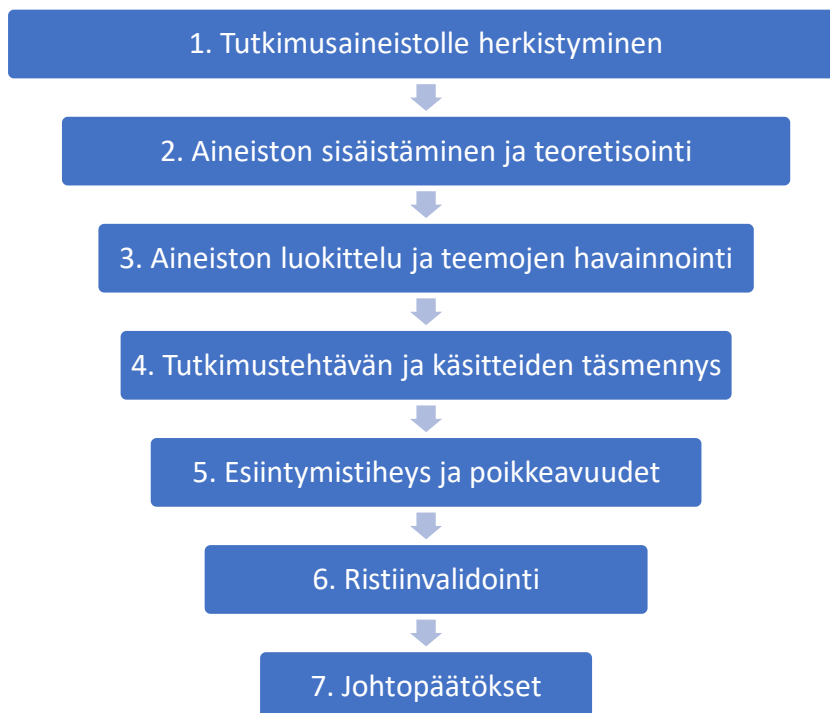 1. Tutkimusaineistolle herkistyminen
2. Aineiston sisäistäminen ja teoretisointi
3. Aineiston luokittelu ja teemojen havainnointi
4. Tutkimustehtävän ja käsitteiden täsmennys
5. Esiintymistiheys ja poikkeavuudet
6. Ristiinvalidointi
7. Johtopäätökset